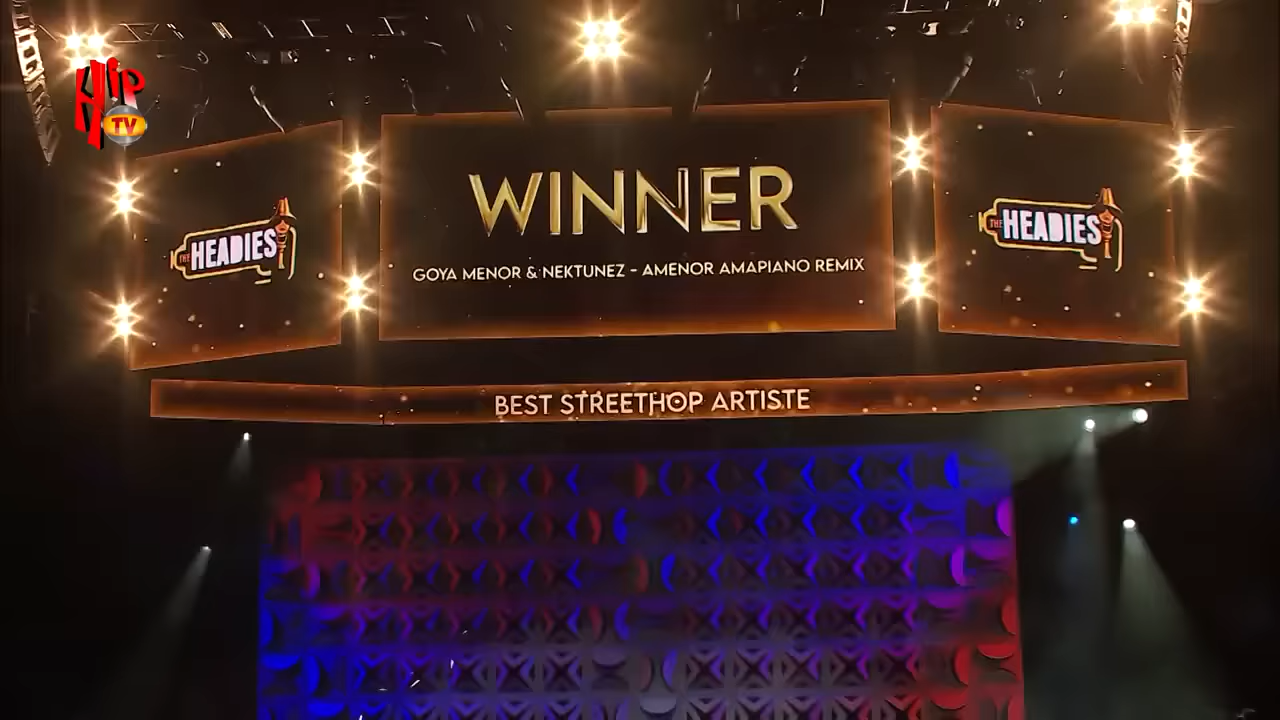 HIP
TV
WINNER
GOYA MENOR & NEKTUNEZ - AMENOR AMAPIANO REMIX
THE HEADIES
THE HEADIES
BEST STREETHOP ARTISTE